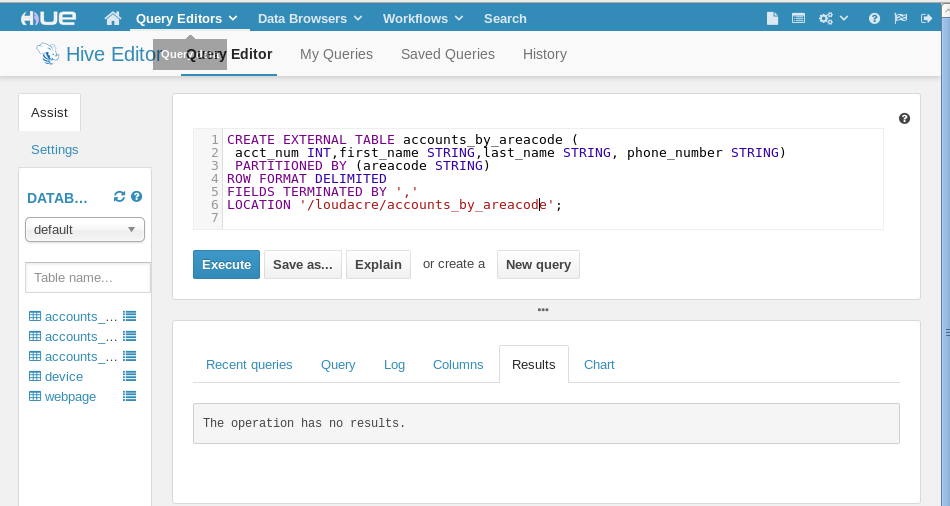 HUE Query Editors Data Browsers Workflows Search
Hive Editor Query Editor My Queries Saved Queries History
Assist
Settings
DATAB...
default
Table name...
accounts_...
accounts_...
accounts_...
device
webpage
1 CREATE EXTERNAL TABLE accounts_by_areacode (
2 acct_num INT,first_name STRING,last_name STRING, phone_number STRING)
3 PARTITIONED BY (areacode STRING)
4 ROW FORMAT DELIMITED
5 FIELDS TERMINATED BY ','
6 LOCATION '/loudacre/accounts_by_areacode';
7
Execute Save as... Explain or create a New query
Recent queries Query Log Columns Results Chart
The operation has no results.